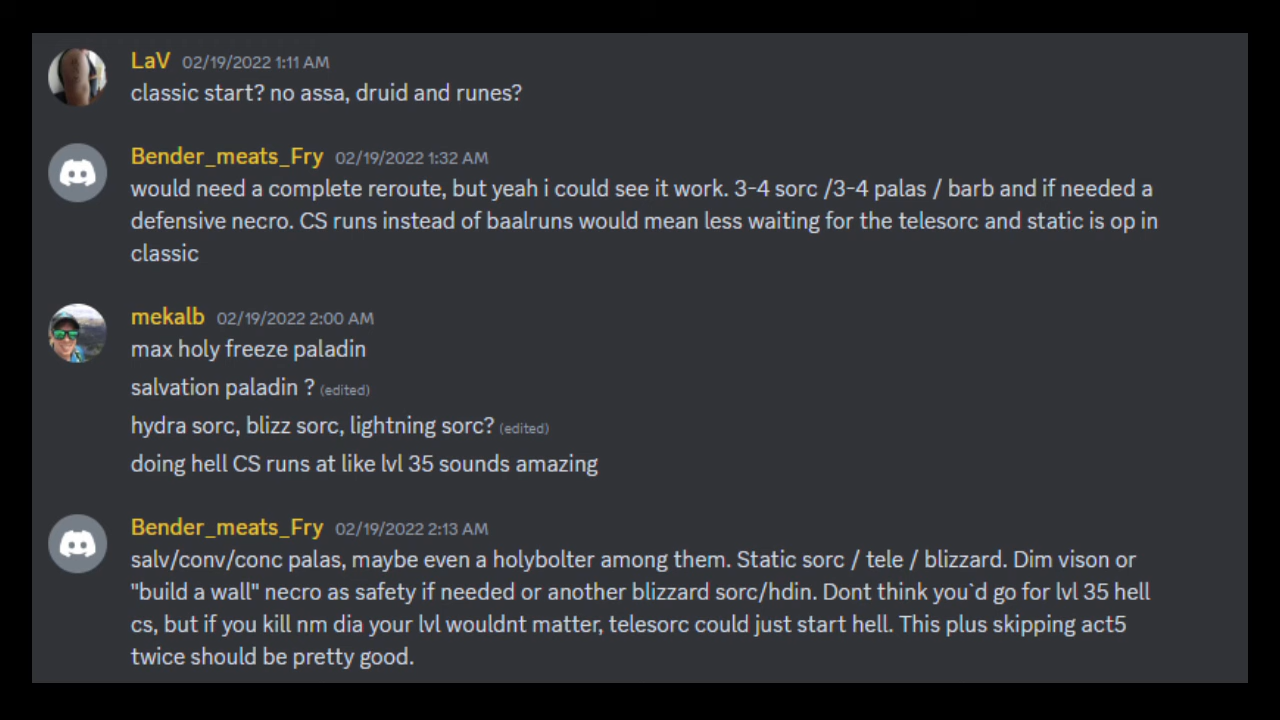 LaV 02/19/2022 1:11 AM
classic start? no assa, druid and runes?
Bender_meats_Fry 02/19/2022 1:32 AM
would need a complete reroute, but yeah i could see it work. 3-4 sorc /3-4 palas / barb and if needed a
defensive necro. CS runs instead of baalruns would mean less waiting for the telesorc and static is op in
classic
mekalb 02/19/2022 2:00 AM
max holy freeze paladin
salvation paladin ? (edited)
hydra sorc, blizz sorc, lightning sorc? (edited)
doing hell CS runs at like lvl 35 sounds amazing
Bender_meats_Fry 02/19/2022 2:13 AM
salv/conv/conc palas, maybe even a holybolter among them. Static sorc / tele / blizzard. Dim vison or
"build a wall" necro as safety if needed or another blizzard sorc/hdin. Dont think you`d go for lvl 35 hell
cs, but if you kill nm dia your lvl wouldnt matter, telesorc could just start hell. This plus skipping act5
twice should be pretty good.